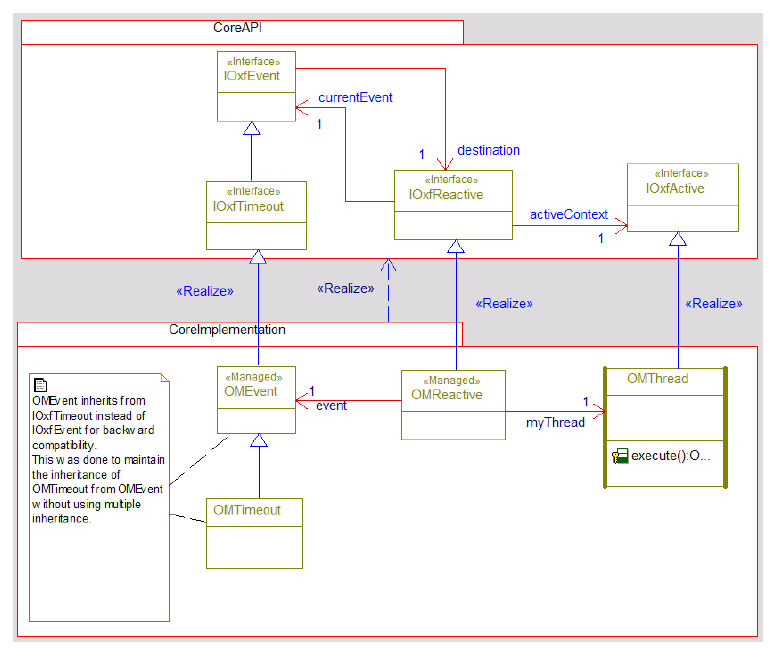 CoreAPI
«Interface»
IOxfEvent
currentEvent
1
destination
1
«Interface»
IOxfTimeout
«Interface»
IOxfReactive
«Interface»
IOxfActive
activeContext
1
«Realize»
«Realize»
«Realize»
«Realize»
CoreImplementation
OMEvent inherits from
IOxfTimeout instead of
IOxfEvent for backward
compatibility.
This was done to maintain
the inheritance of
OMTimeout from OMEvent
without using multiple
inheritance.
«Managed»
OMEvent
1
event
«Managed»
OMReactive
1
myThread
OMThread
execute():O...
OMTimeout